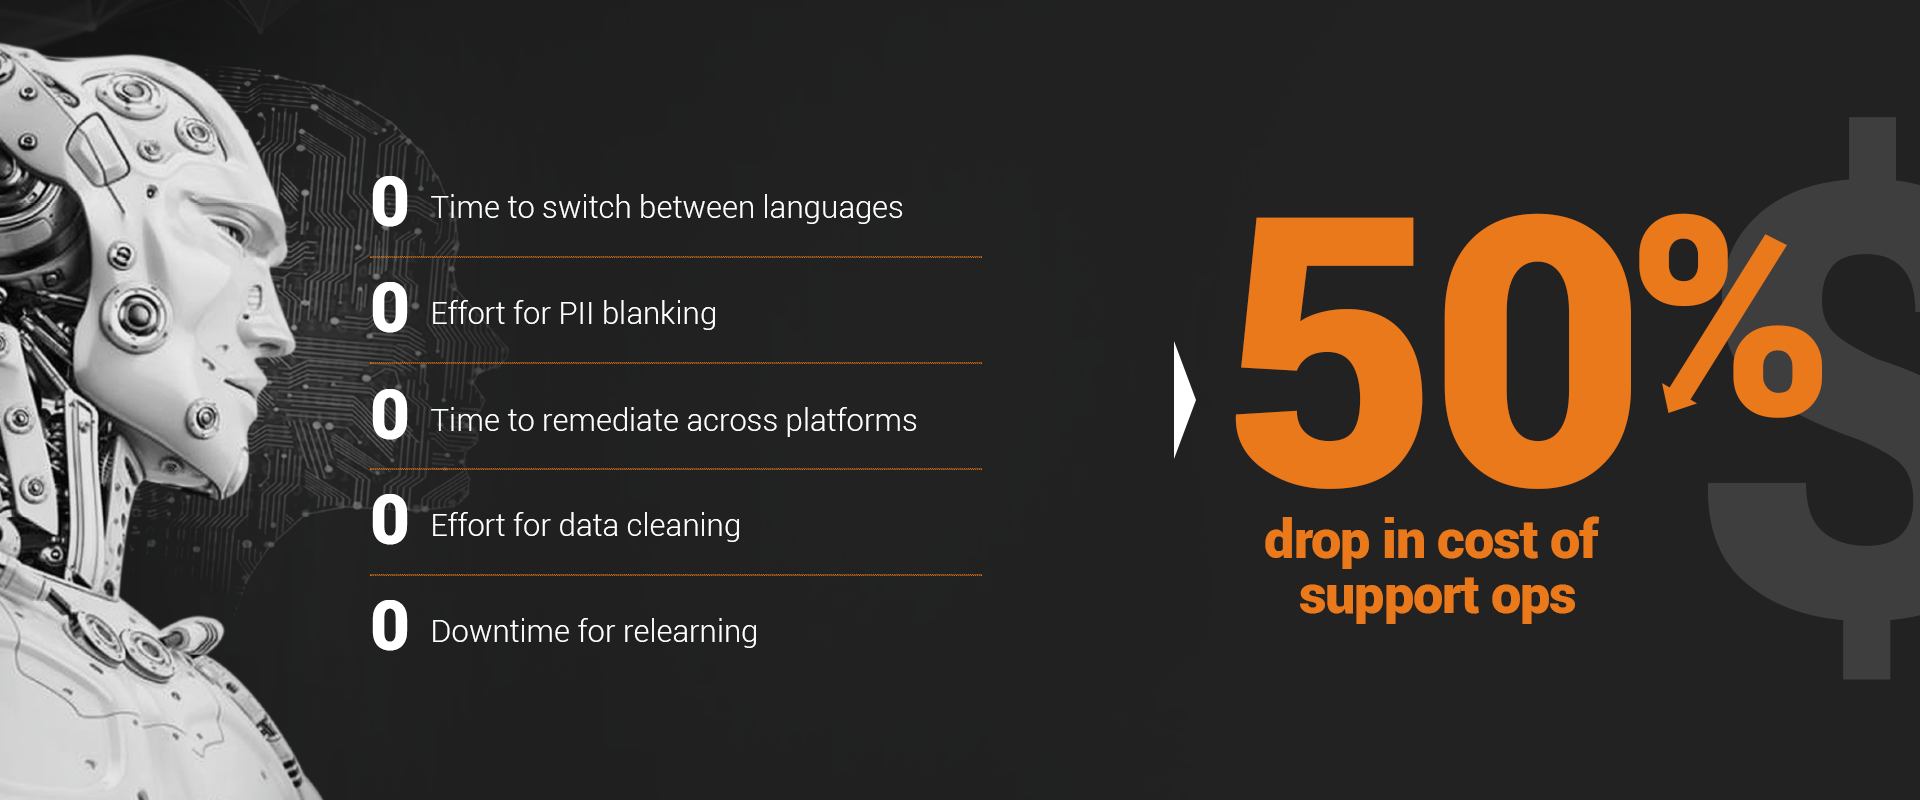 0 Time to switch between languages
0 Effort for PII blanking
0 Time to remediate across platforms
0 Effort for data cleaning
0 Downtime for relearning
50%
drop in cost of
support ops
$